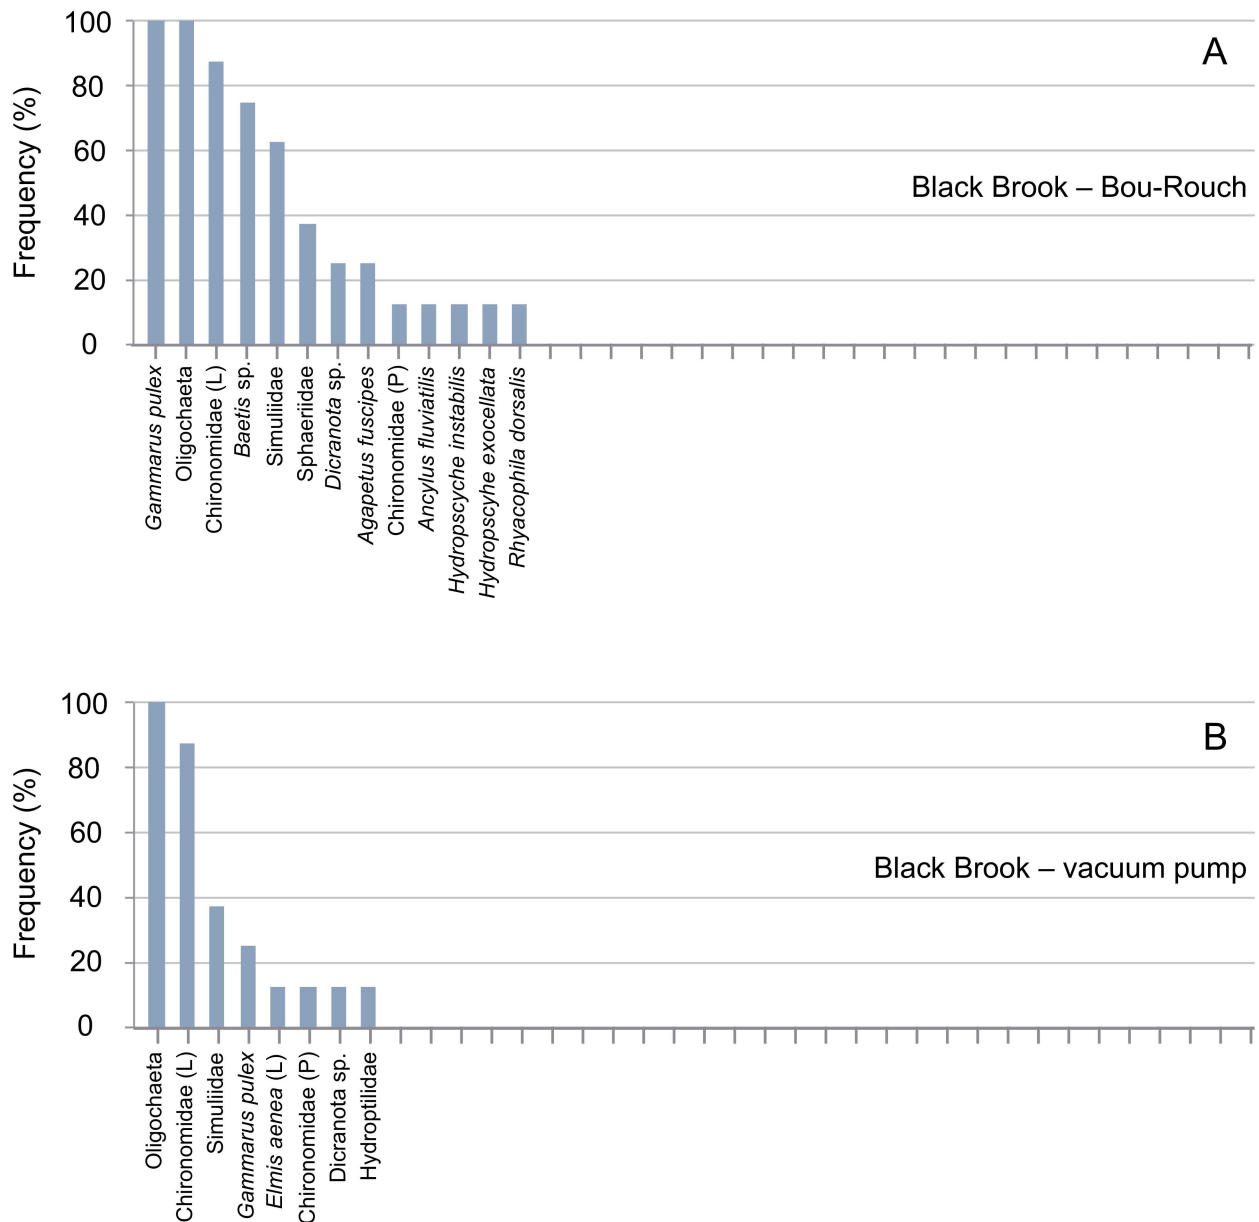 100
A
80
Frequency (%)
60
Black Brook – Bou-Rouch
40
20
0
Gammarus pulex
Oligochaeta
Chironomidae (L)
Baetis sp.
Simuliidae
Sphaeriidae
Dicranota sp.
Agapetus fuscipes
Chironomidae (P)
Ancylus fluviatilis
Hydropscyche instabilis
Hydropscyhe exocellata
Rhyacophila dorsalis
100
B
80
Frequency (%)
60
Black Brook – vacuum pump
40
20
0
Oligochaeta
Chironomidae (L)
Simuliidae
Gammarus pulex
Elmis aenea (L)
Chironomidae (P)
Dicranota sp.
Hydroptilidae